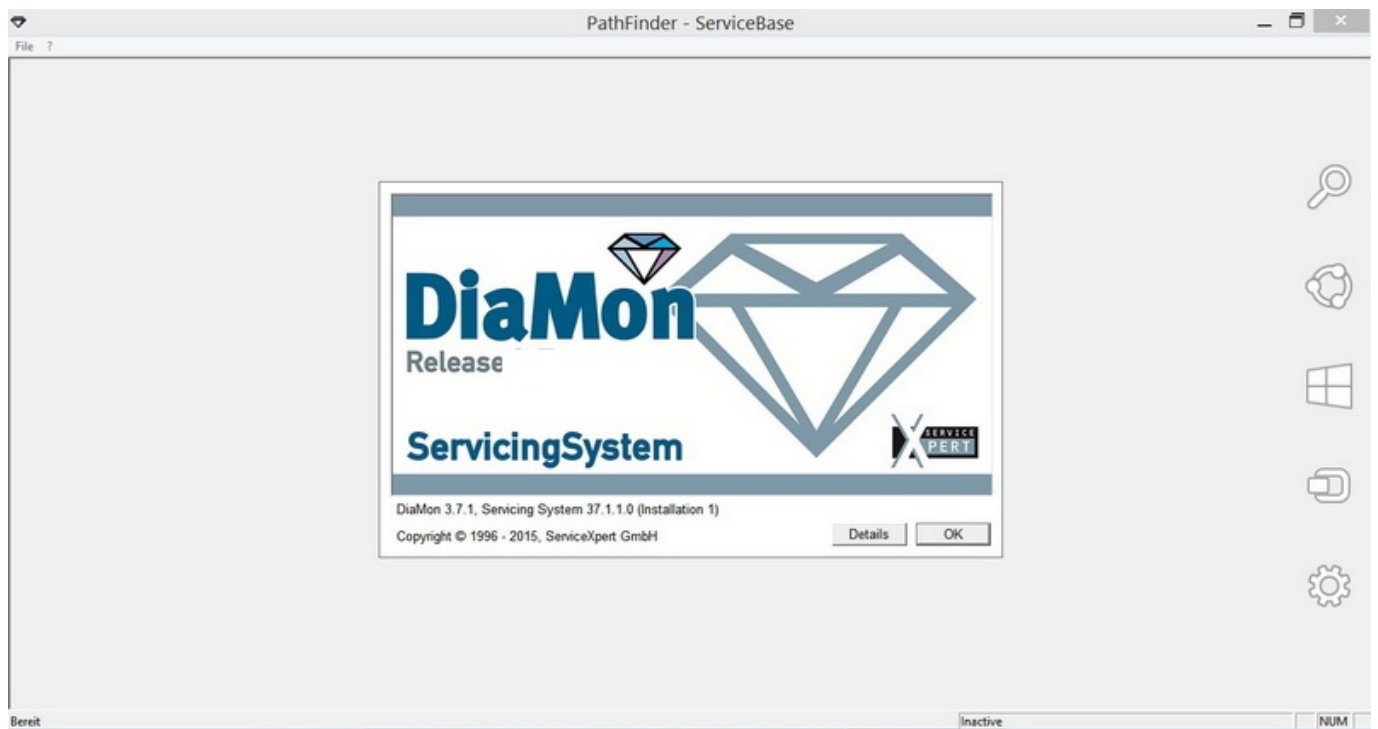 PathFinder - ServiceBase
File ?
DiaMon
Release
ServicingSystem
SERVICE
XPERT
DiaMon 3.7.1, Servicing System 37.1.1.0 (Installation 1)
Copyright © 1996 - 2015, ServiceXpert GmbH
Details OK
Bereit Inactive NUM